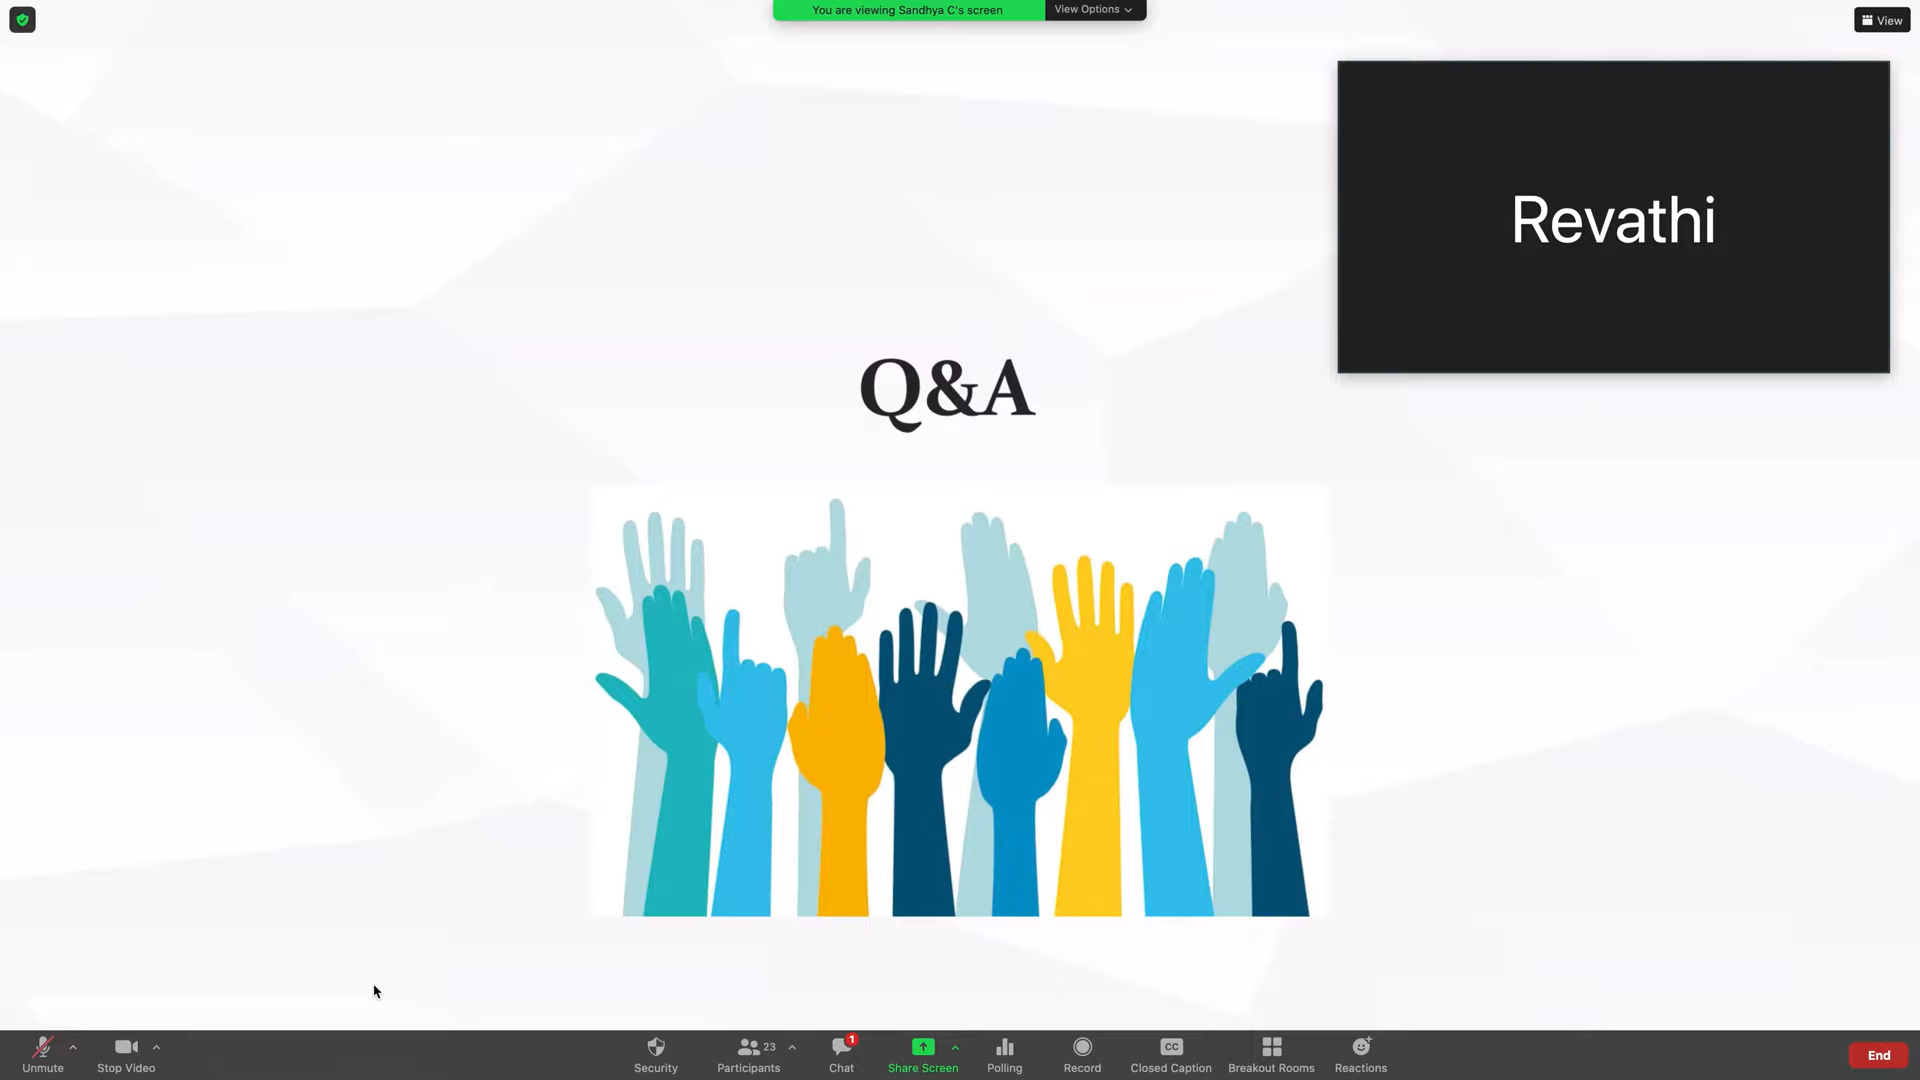 You are viewing Sandhya C's screen
View Options
View
Revathi
Q&A
Unmute
Stop Video
Security
23
Participants
1
Chat
Share Screen
Polling
Record
CC
Closed Caption
Breakout Rooms
Reactions
End